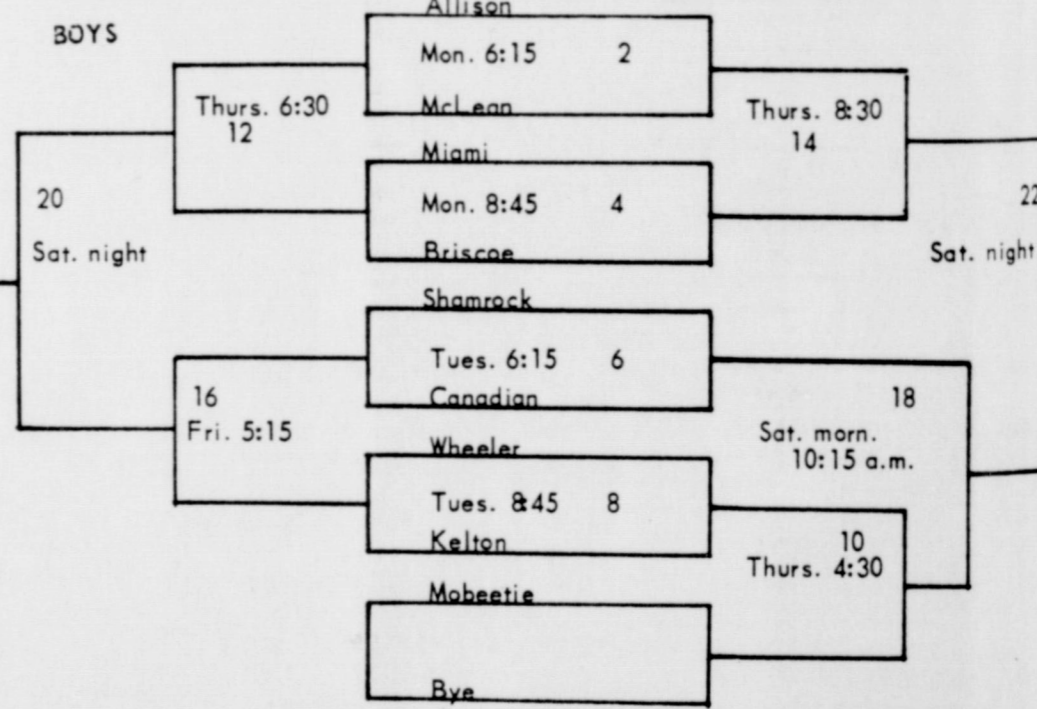 BOYS
Allison
Mon. 6:15 2
McLean
Thurs. 6:30
12
Thurs. 8:30
14
Miami
Mon. 8:45 4
Briscoe
20
Sat. night
22
Sat. night
Shamrock
Tues. 6:15 6
Canadian
16
Fri. 5:15
18
Sat. morn.
10:15 a.m.
Wheeler
Tues. 8:45 8
Kelton
10
Thurs. 4:30
Mobeetie
Bye